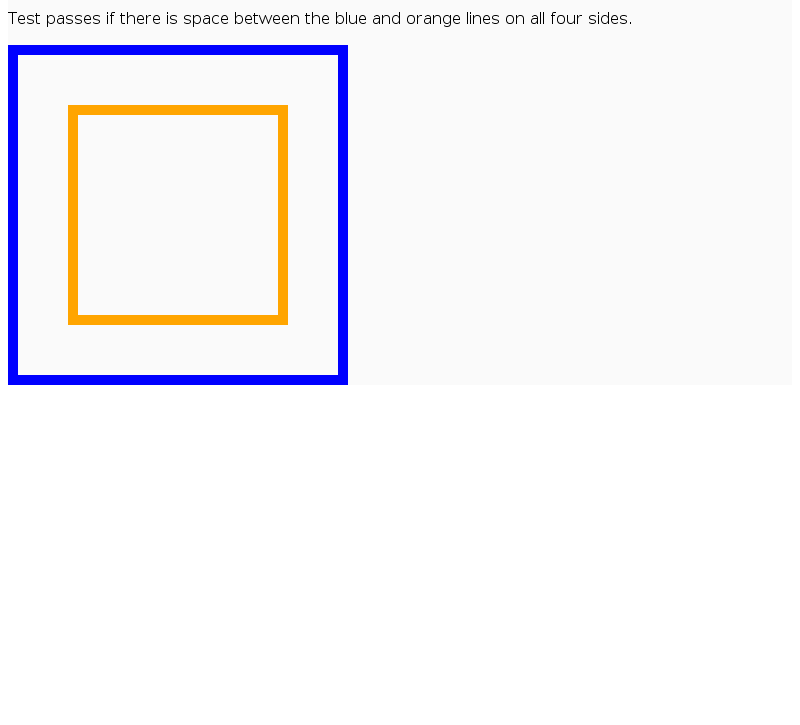 Test passes if there is space between the blue and orange lines on all four sides.